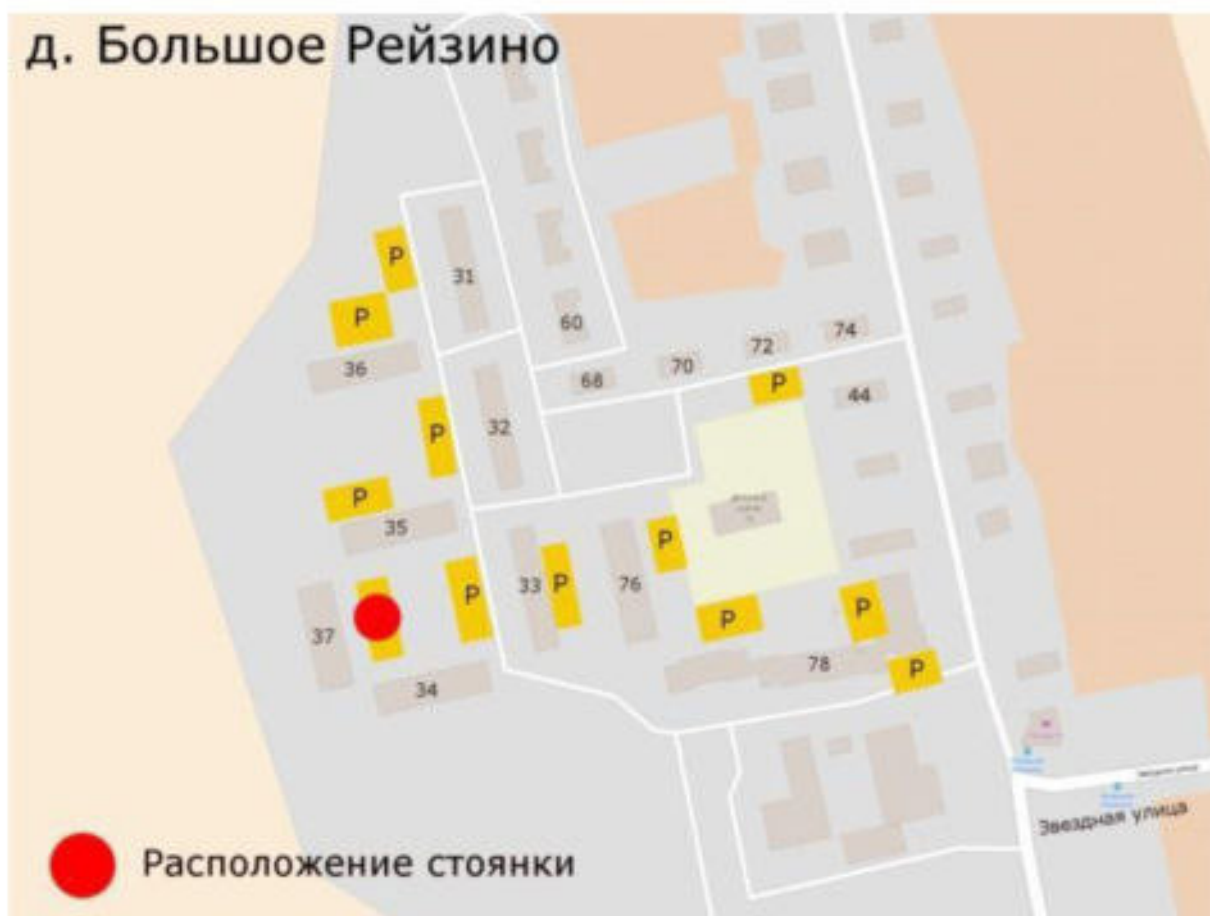 д. Большое Рейзино
P
31
P
60
74
72
36
70
68
P
44
P
32
P
35
P
P
33
P
76
P
37
P
P
78
P
34
Звездная улица
Расположение стоянки